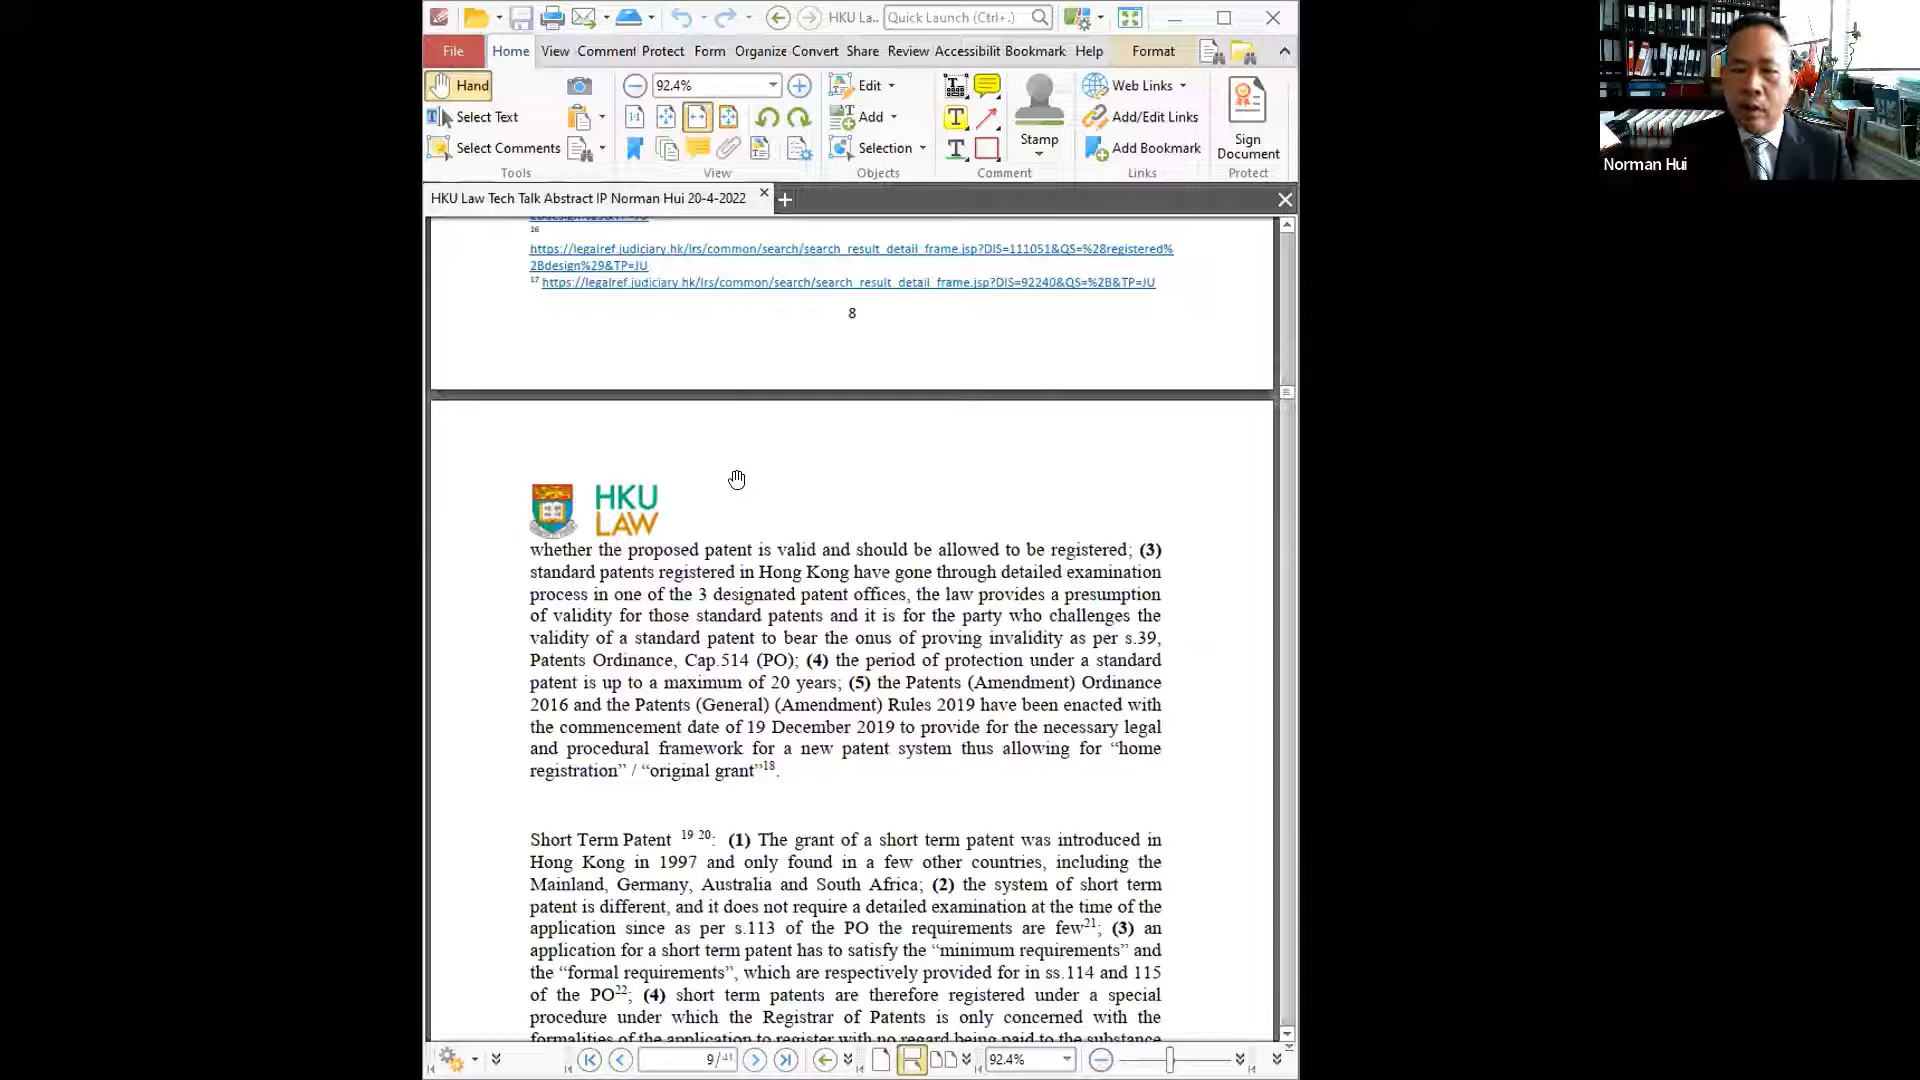 HKU La.. Quick Launch (Ctrl+.)
File Home View Comment Protect Form Organize Convert Share Review Accessibilit Bookmark Help Format
Hand
Select Text
Select Comments
Tools
92.4%
View
Edit
Add
Selection
Objects
Stamp
Comment
Web Links
Add/Edit Links
Add Bookmark
Links
Sign
Document
Protect
Norman Hui
HKU Law Tech Talk Abstract IP Norman Hui 20-4-2022
16
https://legalref.judiciary.hk/lrs/common/search/search_result_detail_frame.jsp?DIS=111051&QS=%28registered%
2Bdesign%29&TP=JU
17 https://legalref.judiciary.hk/lrs/common/search/search_result_detail_frame.jsp?DIS=92240&QS=%2B&TP=JU
8
HKU
LAW
whether the proposed patent is valid and should be allowed to be registered; (3)
standard patents registered in Hong Kong have gone through detailed examination
process in one of the 3 designated patent offices, the law provides a presumption
of validity for those standard patents and it is for the party who challenges the
validity of a standard patent to bear the onus of proving invalidity as per s.39,
Patents Ordinance, Cap.514 (PO); (4) the period of protection under a standard
patent is up to a maximum of 20 years; (5) the Patents (Amendment) Ordinance
2016 and the Patents (General) (Amendment) Rules 2019 have been enacted with
the commencement date of 19 December 2019 to provide for the necessary legal
and procedural framework for a new patent system thus allowing for “home
registration” / “original grant”18.
Short Term Patent 19 20: (1) The grant of a short term patent was introduced in
Hong Kong in 1997 and only found in a few other countries, including the
Mainland, Germany, Australia and South Africa; (2) the system of short term
patent is different, and it does not require a detailed examination at the time of the
application since as per s.113 of the PO the requirements are few21; (3) an
application for a short term patent has to satisfy the “minimum requirements” and
the “formal requirements”, which are respectively provided for in ss.114 and 115
of the PO22; (4) short term patents are therefore registered under a special
procedure under which the Registrar of Patents is only concerned with the
formalities of the application to register with no regard being paid to the substance
9 / 41
92.4%